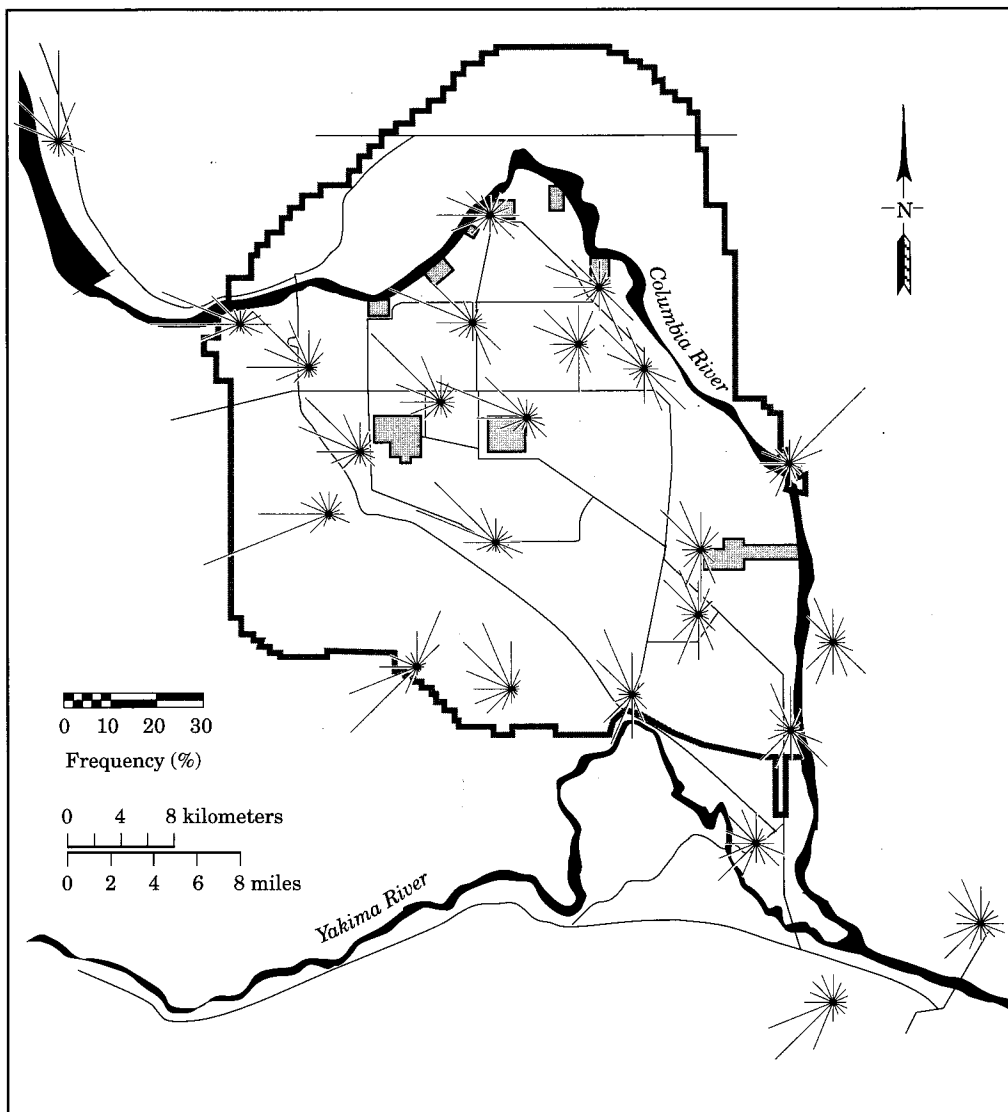 N
Columbia River
0 10 20 30
Frequency (%)
0 4 8 kilometers
0 2 4 6 8 miles
Yakima River